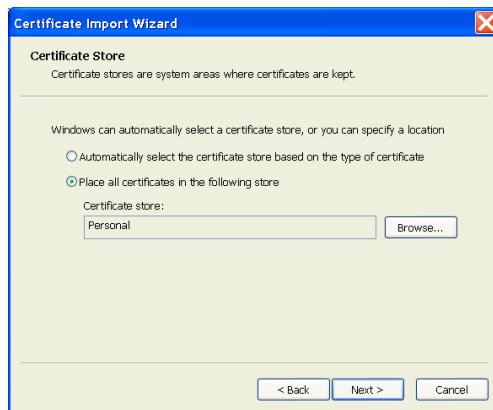 Certificate Import Wizard
Certificate Store
Certificate stores are system areas where certificates are kept.
Windows can automatically select a certificate store, or you can specify a location
Automatically select the certificate store based on the type of certificate
Place all certificates in the following store
Certificate store:
Personal
Browse...
< Back Next > Cancel